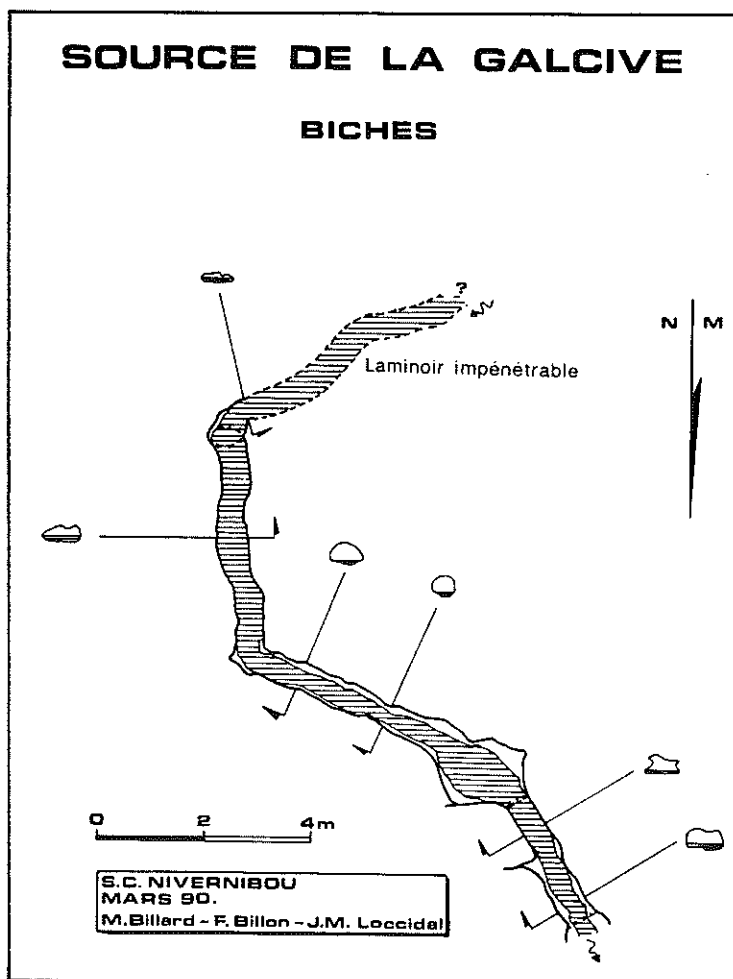 SOURCE DE LA GALCIVE
BICHES
?
N M
Laminoir impénétrable
0 2 4m
S.C. NIVERNIBOU
MARS 90.
M.Billard - F. Billon - J.M. Loccidal